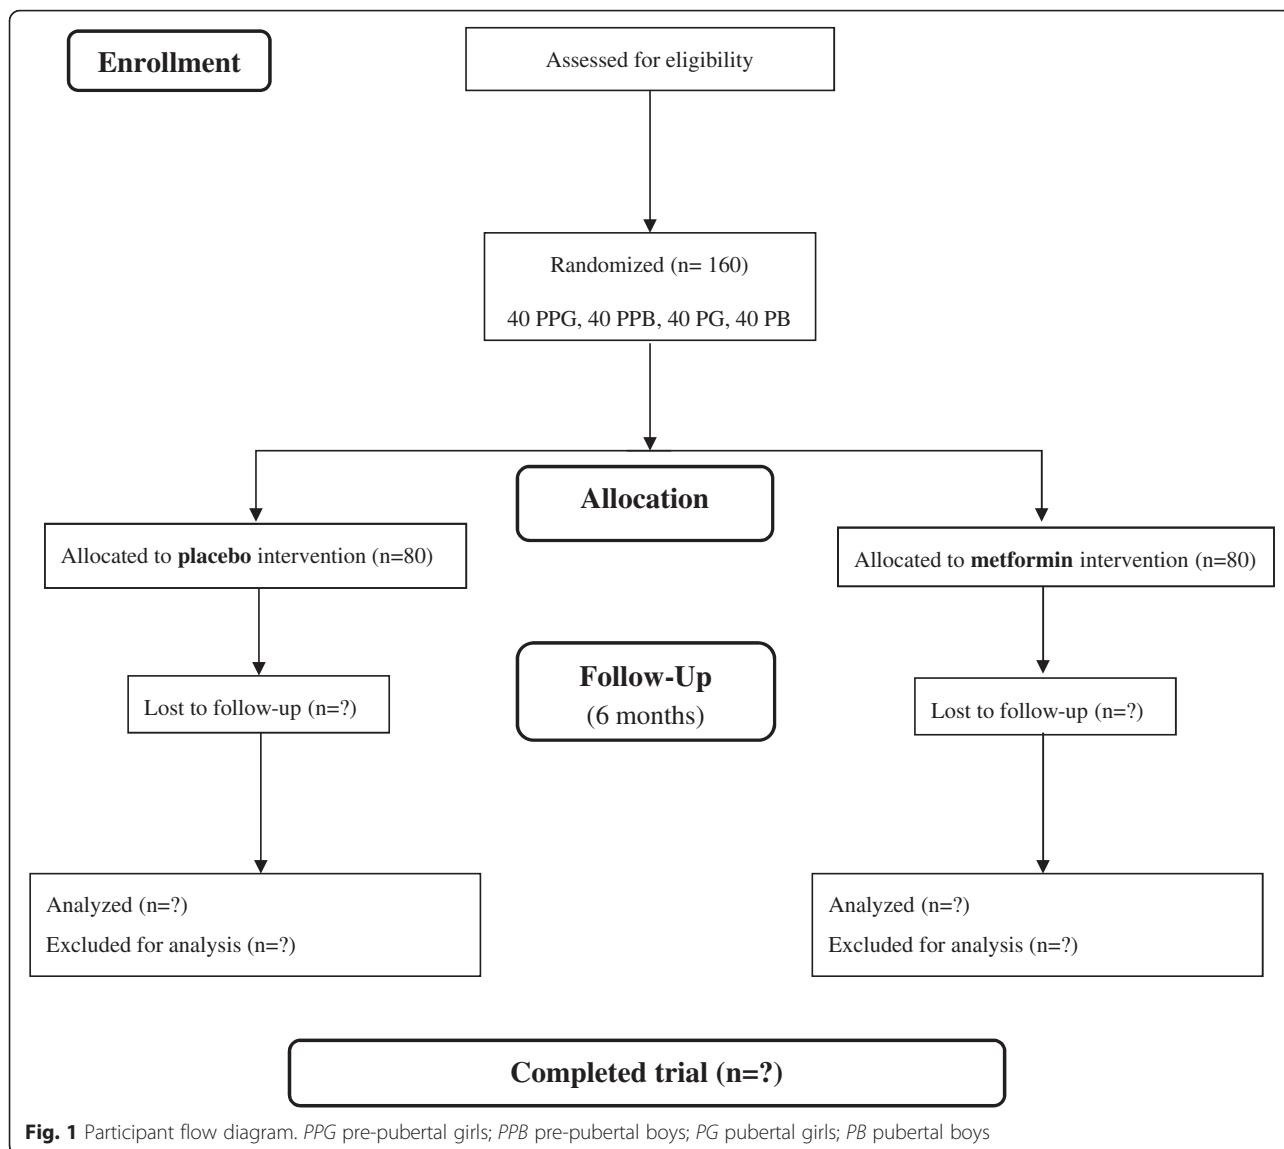 Enrollment
Assessed for eligibility
Randomized (n= 160)
40 PPG, 40 PPB, 40 PG, 40 PB
Allocation
Allocated to placebo intervention (n=80)
Allocated to metformin intervention (n=80)
Follow-Up
(6 months)
Lost to follow-up (n=?)
Lost to follow-up (n=?)
Analyzed (n=?)
Excluded for analysis (n=?)
Analyzed (n=?)
Excluded for analysis (n=?)
Completed trial (n=?)
Fig. 1 Participant flow diagram. PPG pre-pubertal girls; PPB pre-pubertal boys; PG pubertal girls; PB pubertal boys